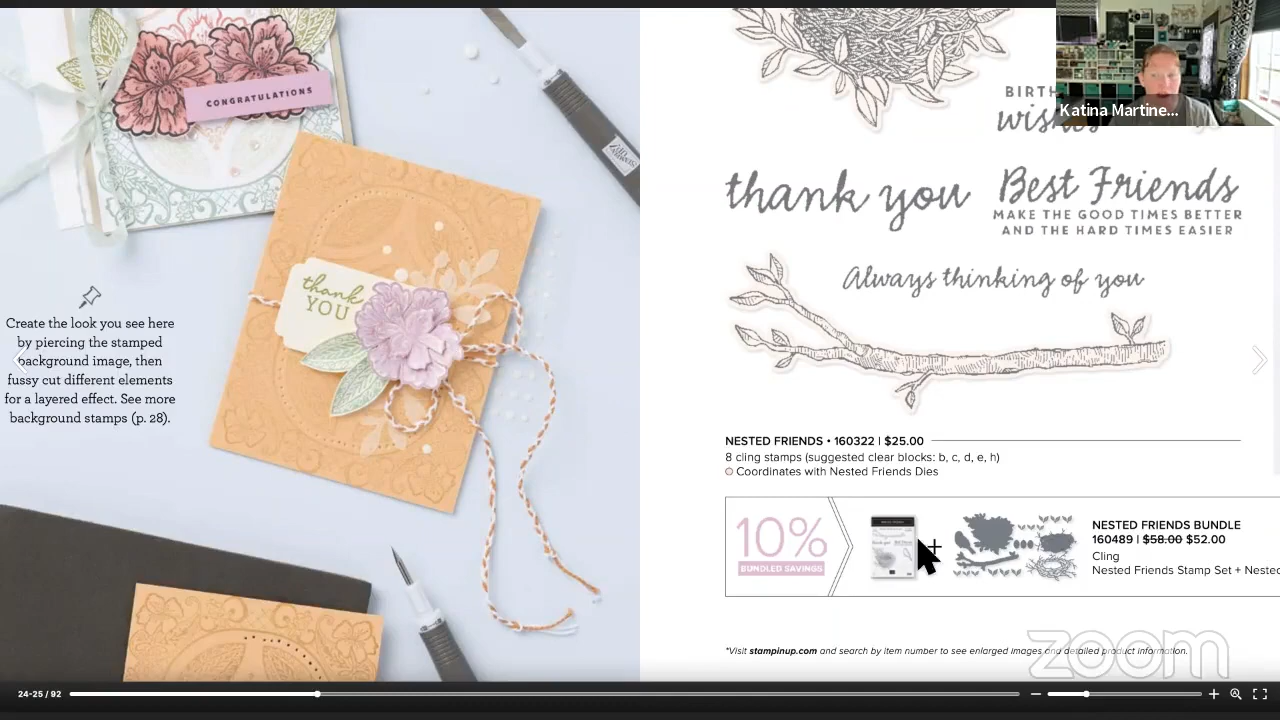 CONGRATULATIONS
thank
YOU
Create the look you see here
by piercing the stamped
background image, then
fussy cut different elements
for a layered effect. See more
background stamps (p. 28).
Katina Martine...
BIRTH
wishes
thank you
Best Friends
MAKE THE GOOD TIMES BETTER
AND THE HARD TIMES EASIER
Always thinking of you
NESTED FRIENDS • 160322 | $25.00
8 cling stamps (suggested clear blocks: b, c, d, e, h)
Coordinates with Nested Friends Dies
10%
BUNDLED SAVINGS
+
NESTED FRIENDS BUNDLE
160489 | $58.00 $52.00
Cling
Nested Friends Stamp Set + Nested
*Visit stampinup.com and search by item number to see enlarged images and detailed product information.
zoom
24-25 / 92